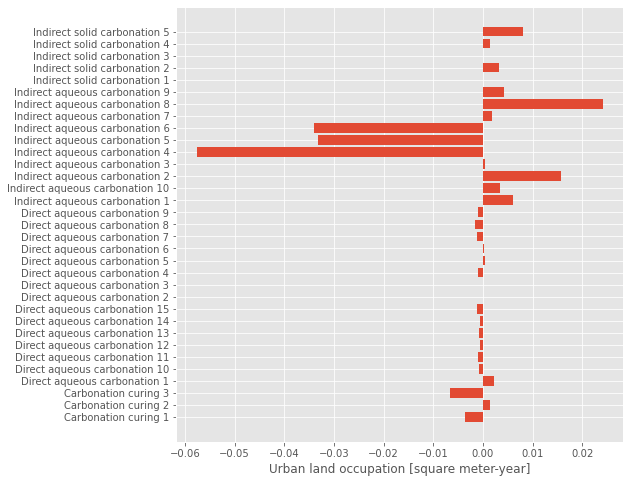 Indirect solid carbonation 5
Indirect solid carbonation 4
Indirect solid carbonation 3
Indirect solid carbonation 2
Indirect solid carbonation 1
Indirect aqueous carbonation 9
Indirect aqueous carbonation 8
Indirect aqueous carbonation 7
Indirect aqueous carbonation 6
Indirect aqueous carbonation 5
Indirect aqueous carbonation 4
Indirect aqueous carbonation 3
Indirect aqueous carbonation 2
Indirect aqueous carbonation 10
Indirect aqueous carbonation 1
Direct aqueous carbonation 9
Direct aqueous carbonation 8
Direct aqueous carbonation 7
Direct aqueous carbonation 6
Direct aqueous carbonation 5
Direct aqueous carbonation 4
Direct aqueous carbonation 3
Direct aqueous carbonation 2
Direct aqueous carbonation 15
Direct aqueous carbonation 14
Direct aqueous carbonation 13
Direct aqueous carbonation 12
Direct aqueous carbonation 11
Direct aqueous carbonation 10
Direct aqueous carbonation 1
Carbonation curing 3
Carbonation curing 2
Carbonation curing 1
−0.06 −0.05 −0.04 −0.03 −0.02 −0.01 0.00 0.01 0.02
Urban land occupation [square meter-year]